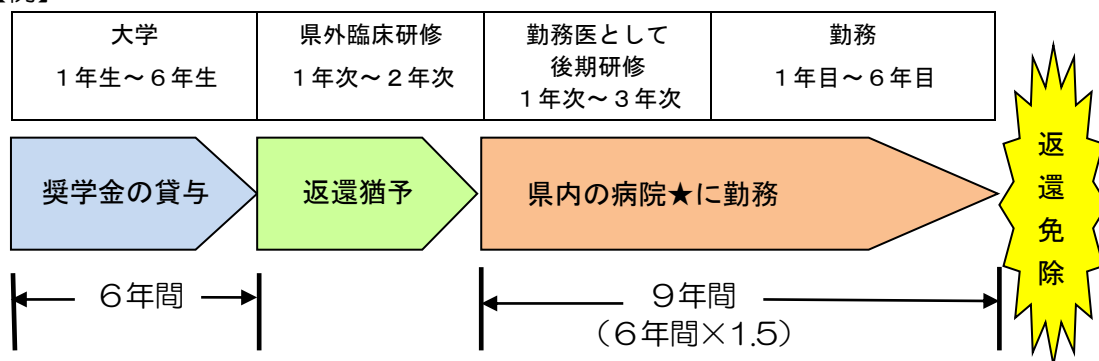 大学
1年生～6年生
県外臨床研修
1年次～2年次
勤務医として
後期研修
1年次～3年次
勤務
1年目～6年目
奨学金の貸与
返還猶予
県内の病院★に勤務
返還免除
6年間
9年間
（6年間×1.5）